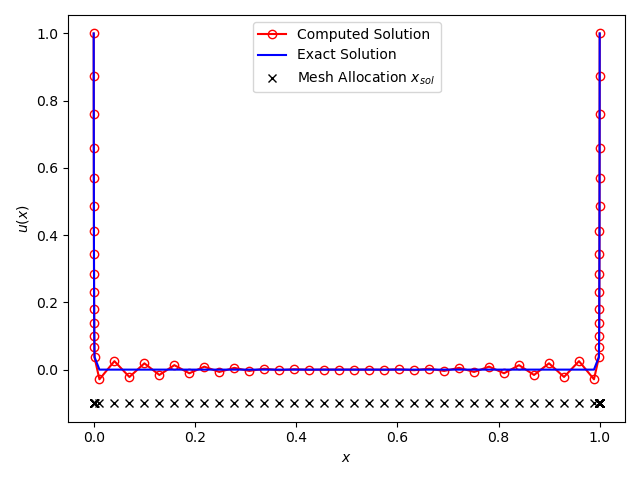 Computed Solution
Exact Solution
Mesh Allocation x_sol
1.0
0.8
0.6
0.4
0.2
0.0
u(x)
0.0 0.2 0.4 0.6 0.8 1.0
x